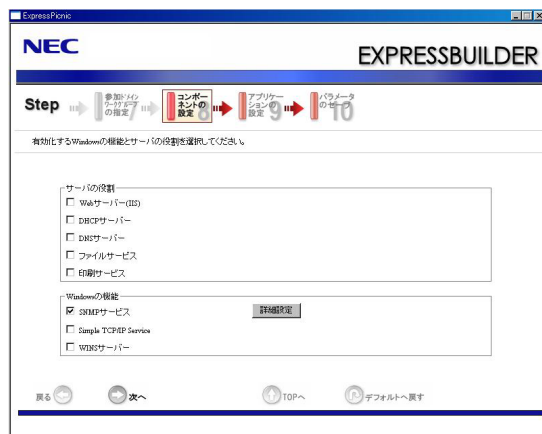 ExpressPicnic
NEC
EXPRESSBUILDER
Step
参加ドメイン
ワークグループ
の指定 7
コンポー
ネントの
設定 8
アプリケー
ションの
設定 9
パラメータ
のセーブ 10
有効化するWindowsの機能とサーバの役割を選択してください。
サーバの役割
Webサーバー(IIS)
DHCPサーバー
DNSサーバー
ファイルサービス
印刷サービス
Windowsの機能
SNMPサービス
詳細設定
Simple TCP/IP Service
WINSサーバー
戻る
次へ
TOPへ
デフォルトへ戻す